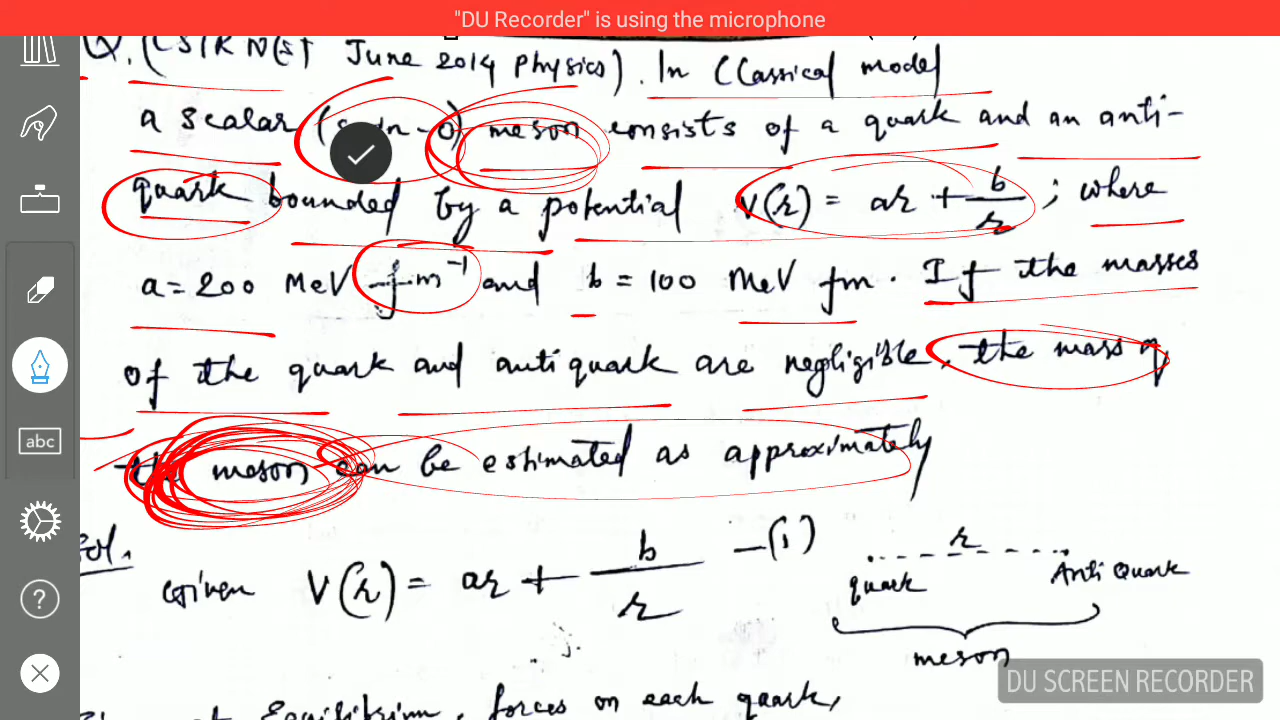 "DU Recorder" is using the microphone
Q. (CSIR NET June 2014 Physics). In Classical model
a scalar (spin-0) meson consists of a quark and an anti-
quark bounded by a potential V(r) = ar + b/r ; where
a = 200 MeV fm⁻¹ and b = 100 MeV fm. If the masses
of the quark and antiquark are negligible, the mass of
the meson can be estimated as approximately
Sol.
Given V(r) = ar + b/r —(1)
r
quark Anti Quark
meson
at Equilibrium, forces on each quark,
abc
?
DU SCREEN RECORDER